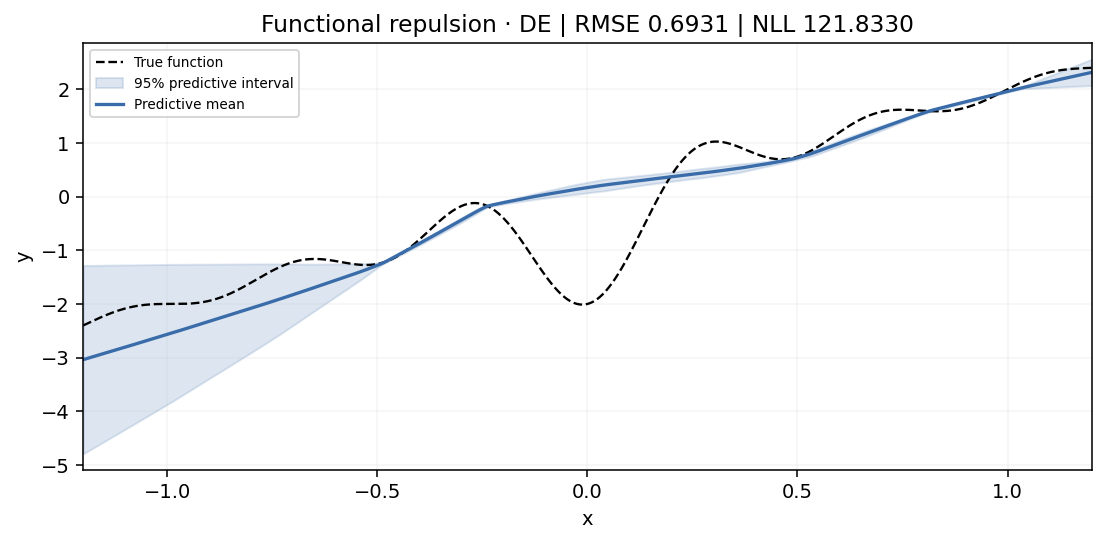 Functional repulsion · DE | RMSE 0.6931 | NLL 121.8330
True function
95% predictive interval
Predictive mean
2
1
0
−1
−2
−3
−4
−5
y
−1.0
−0.5
0.0
0.5
1.0
x